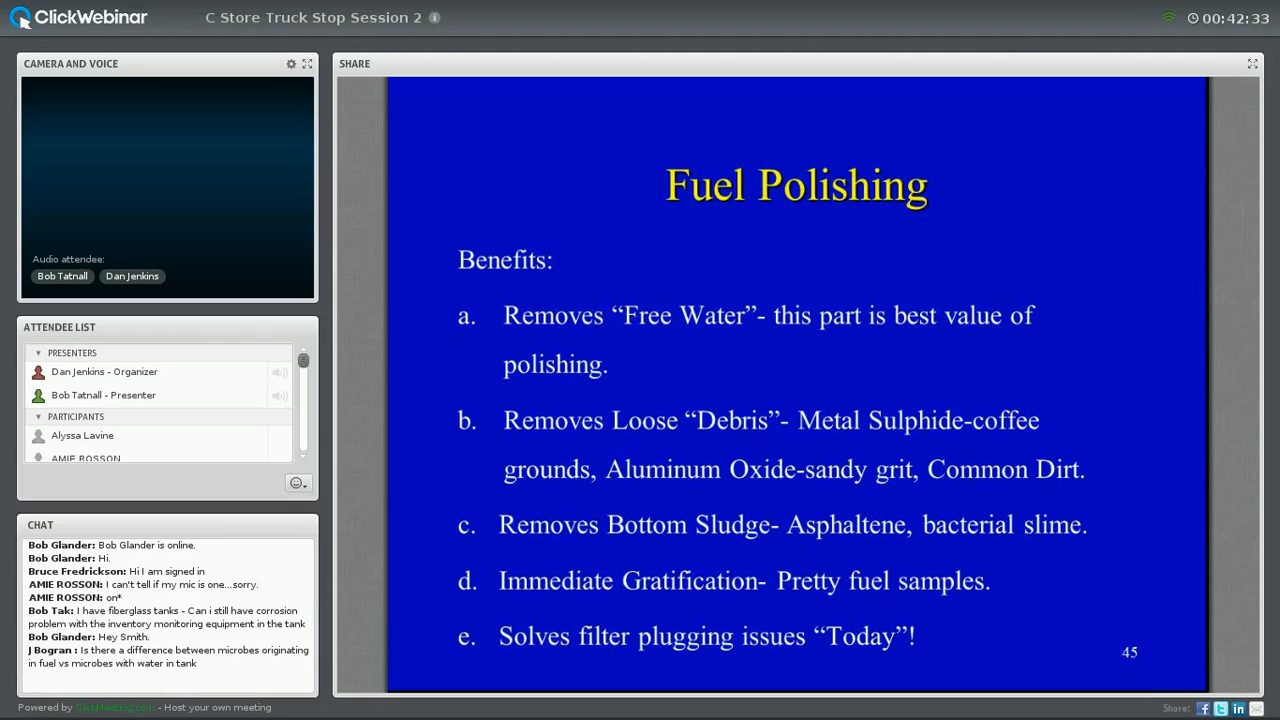 ClickWebinar
C Store Truck Stop Session 2
00:42:33
CAMERA AND VOICE
Audio attendee:
Bob Tatnall Dan Jenkins
ATTENDEE LIST
PRESENTERS
Dan Jenkins - Organizer
Bob Tatnall - Presenter
PARTICIPANTS
Alyssa Lavine
AMIE ROSSON
CHAT
Bob Glander: Bob Glander is online.
Bob Glander: Hi.
Bruce Fredrickson: Hi I am signed in
AMIE ROSSON: I can't tell if my mic is one...sorry.
AMIE ROSSON: on*
Bob Tak: I have fiberglass tanks - Can i still have corrosion
problem with the inventory monitoring equipment in the tank
Bob Glander: Hey Smith.
J Bogran : Is there a difference between microbes originating
in fuel vs microbes with water in tank
SHARE
Fuel Polishing
Benefits:
a. Removes “Free Water”- this part is best value of
polishing.
b. Removes Loose “Debris”- Metal Sulphide-coffee
grounds, Aluminum Oxide-sandy grit, Common Dirt.
c. Removes Bottom Sludge- Asphaltene, bacterial slime.
d. Immediate Gratification- Pretty fuel samples.
e. Solves filter plugging issues “Today”!
45
Powered by ClickMeeting.com - Host your own meeting
Share: